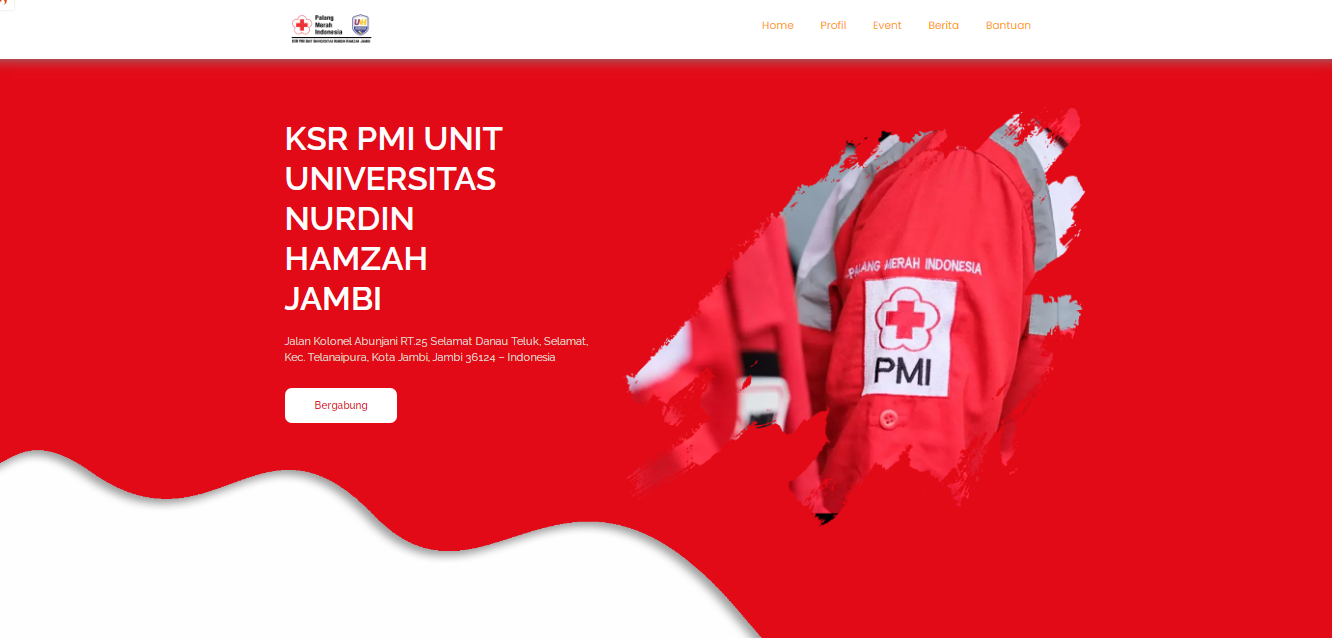 Palang
Merah
Indonesia
UNH
KSR PMI UNIT UNIVERSITAS NURDIN HAMZAH JAMBI
Home Profil Event Berita Bantuan
KSR PMI UNIT
UNIVERSITAS
NURDIN
HAMZAH
JAMBI
Jalan Kolonel Abunjani RT.25 Selamat Danau Teluk, Selamat,
Kec. Telanaipura, Kota Jambi, Jambi 36124 – Indonesia
Bergabung
PALANG MERAH INDONESIA
PMI